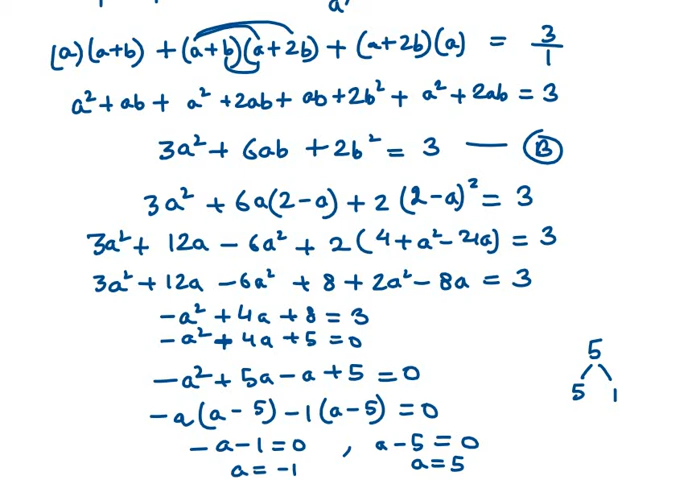 a
(a)(a+b) + (a+b)(a+2b) + (a+2b)(a) = 3/1
a² + ab + a² + 2ab + ab + 2b² + a² + 2ab = 3
3a² + 6ab + 2b² = 3 — B
3a² + 6a(2-a) + 2(2-a)² = 3
3a² + 12a - 6a² + 2(4 + a² - 4a) = 3
3a² + 12a - 6a² + 8 + 2a² - 8a = 3
-a² + 4a + 8 = 3
-a² + 4a + 5 = 0
-a² + 5a - a + 5 = 0
-a(a-5) -1(a-5) = 0
-a-1=0 , a-5=0
a = -1 a=5
5
5 1